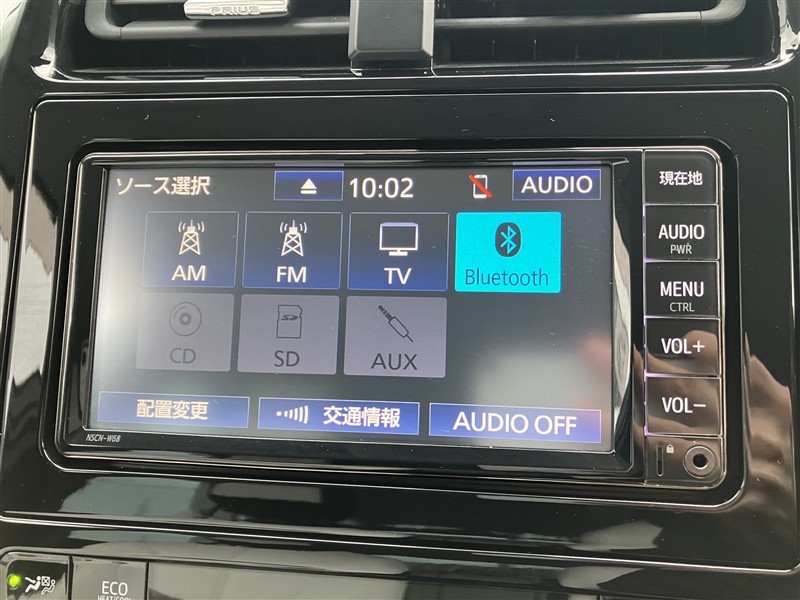 PRIUS
ソース選択
10:02
AUDIO
現在地
AM
FM
TV
Bluetooth
AUDIO
PWR
CD
SD
AUX
MENU
CTRL
VOL+
VOL-
配置変更
交通情報
AUDIO OFF
NSCN-W68
ECO
HEAT/COOL